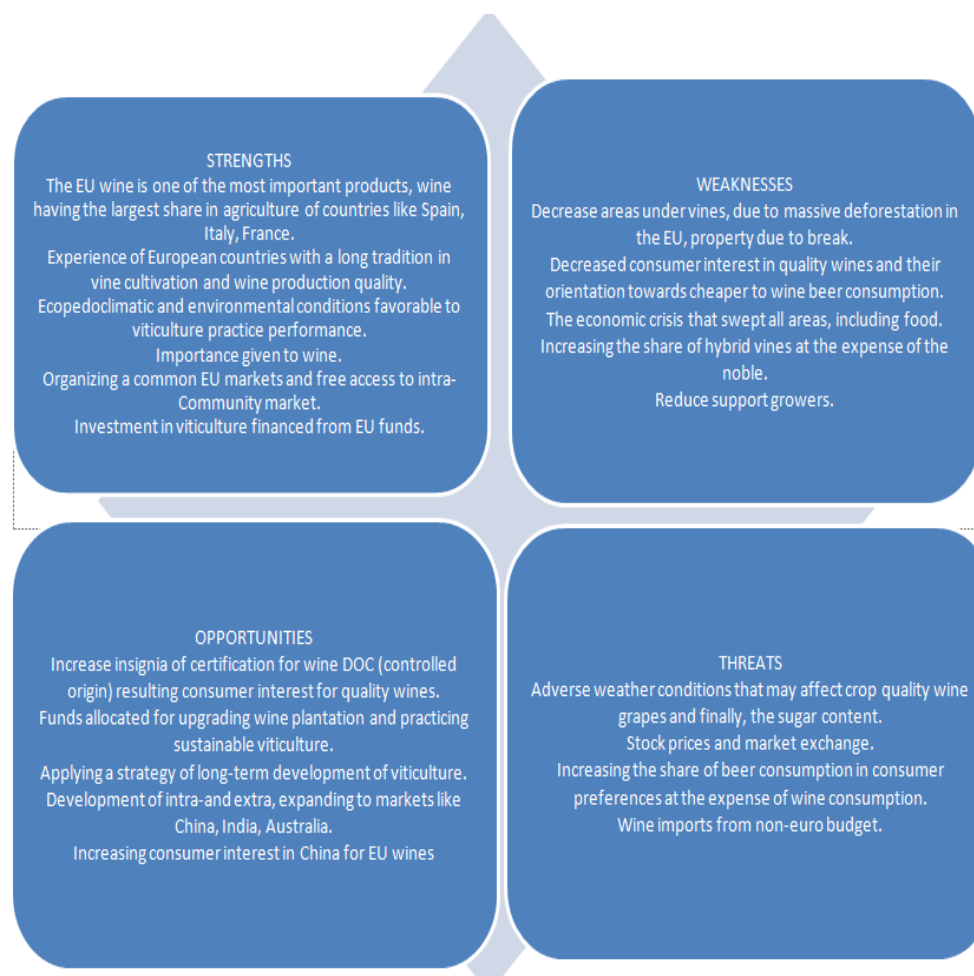 STRENGTHS
The EU wine is one of the most important products, wine
having the largest share in agriculture of countries like Spain,
Italy, France.
Experience of European countries with a long tradition in
vine cultivation and wine production quality.
Ecopedoclimatic and environmental conditions favorable to
viticulture practice performance.
Importance given to wine.
Organizing a common EU markets and free access to intra-
Community market.
Investment in viticulture financed from EU funds.
WEAKNESSES
Decrease areas under vines, due to massive deforestation in
the EU, property due to break.
Decreased consumer interest in quality wines and their
orientation towards cheaper to wine beer consumption.
The economic crisis that swept all areas, including food.
Increasing the share of hybrid vines at the expense of the
noble.
Reduce support growers.
OPPORTUNITIES
Increase insignia of certification for wine DOC (controlled
origin) resulting consumer interest for quality wines.
Funds allocated for upgrading wine plantation and practicing
sustainable viticulture.
Applying a strategy of long-term development of viticulture.
Development of intra-and extra, expanding to markets like
China, India, Australia.
Increasing consumer interest in China for EU wines
THREATS
Adverse weather conditions that may affect crop quality wine
grapes and finally, the sugar content.
Stock prices and market exchange.
Increasing the share of beer consumption in consumer
preferences at the expense of wine consumption.
Wine imports from non-euro budget.